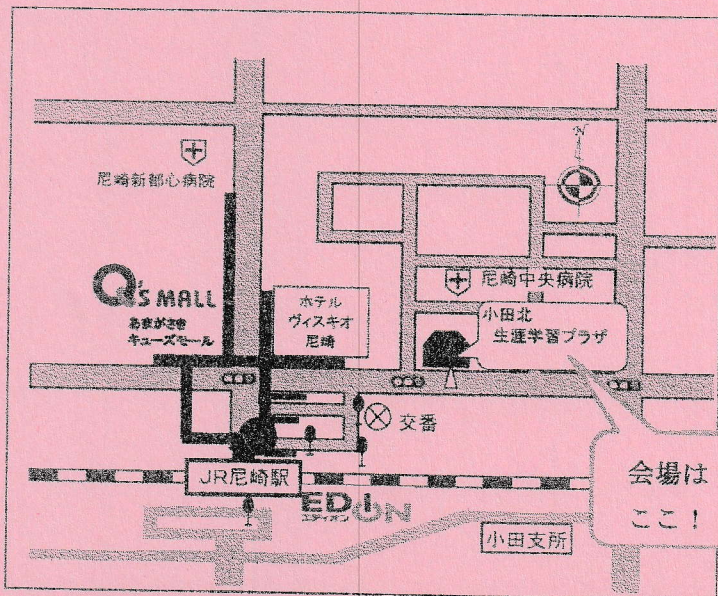 N
尼崎新都心病院
Q's MALL
あまがさき
キューズモール
ホテル
ヴィスキオ
尼崎
尼崎中央病院
小田北
生涯学習プラザ
交番
JR尼崎駅
EDION
エディオン
小田支所
会場は
ここ！